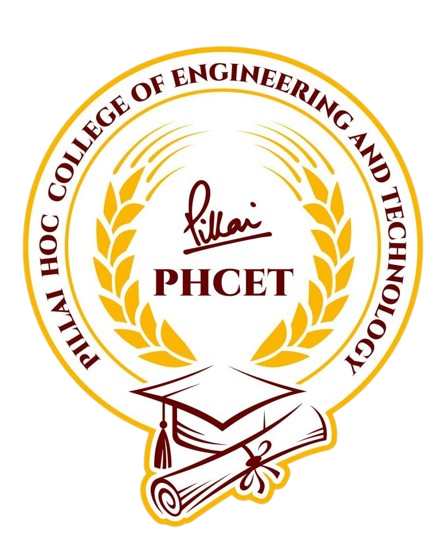 PILLAI HOC COLLEGE OF ENGINEERING AND TECHNOLOGY
Pillai
PHCET